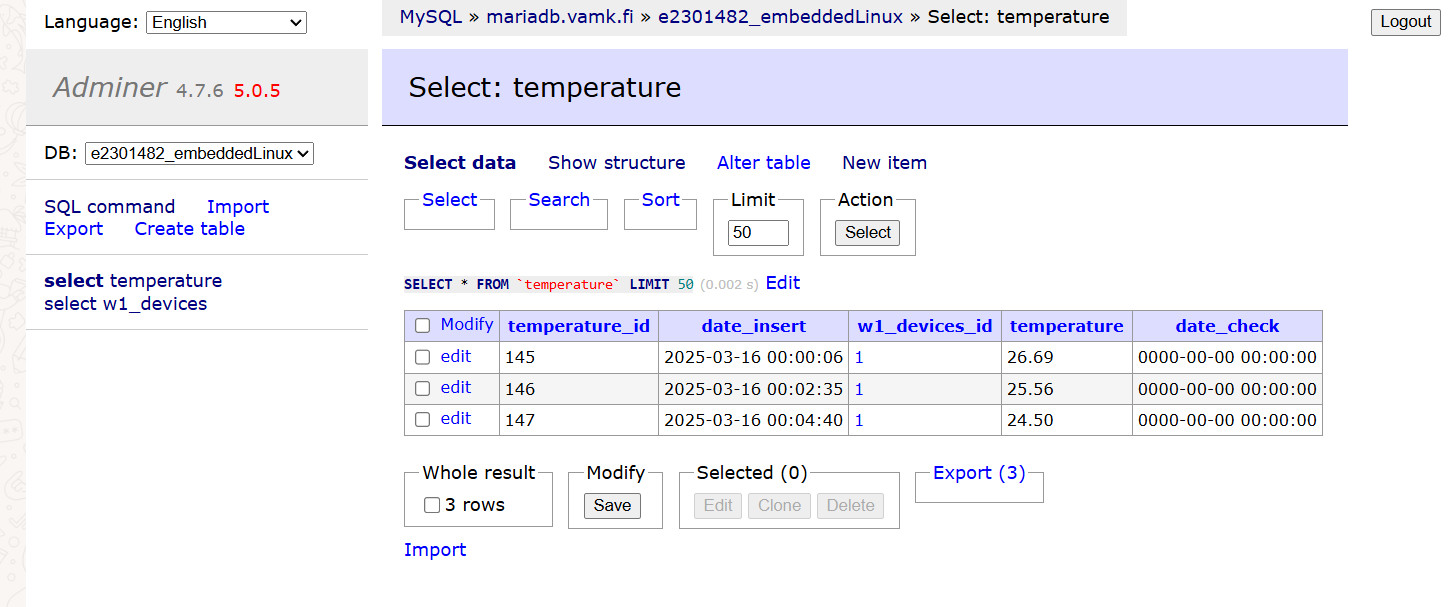 Language: English
MySQL » mariadb.vamk.fi » e2301482_embeddedLinux » Select: temperature
Logout
Adminer 4.7.6 5.0.5
Select: temperature
DB: e2301482_embeddedLinux
SQL command Import
Export Create table
select temperature
select w1_devices
Select data Show structure Alter table New item
Select Search Sort Limit Action
50 Select
SELECT * FROM `temperature` LIMIT 50 (0.002 s) Edit
Modify temperature_id date_insert w1_devices_id temperature date_check
edit 145 2025-03-16 00:00:06 1 26.69 0000-00-00 00:00:00
edit 146 2025-03-16 00:02:35 1 25.56 0000-00-00 00:00:00
edit 147 2025-03-16 00:04:40 1 24.50 0000-00-00 00:00:00
Whole result Modify Selected (0) Export (3)
3 rows Save Edit Clone Delete
Import